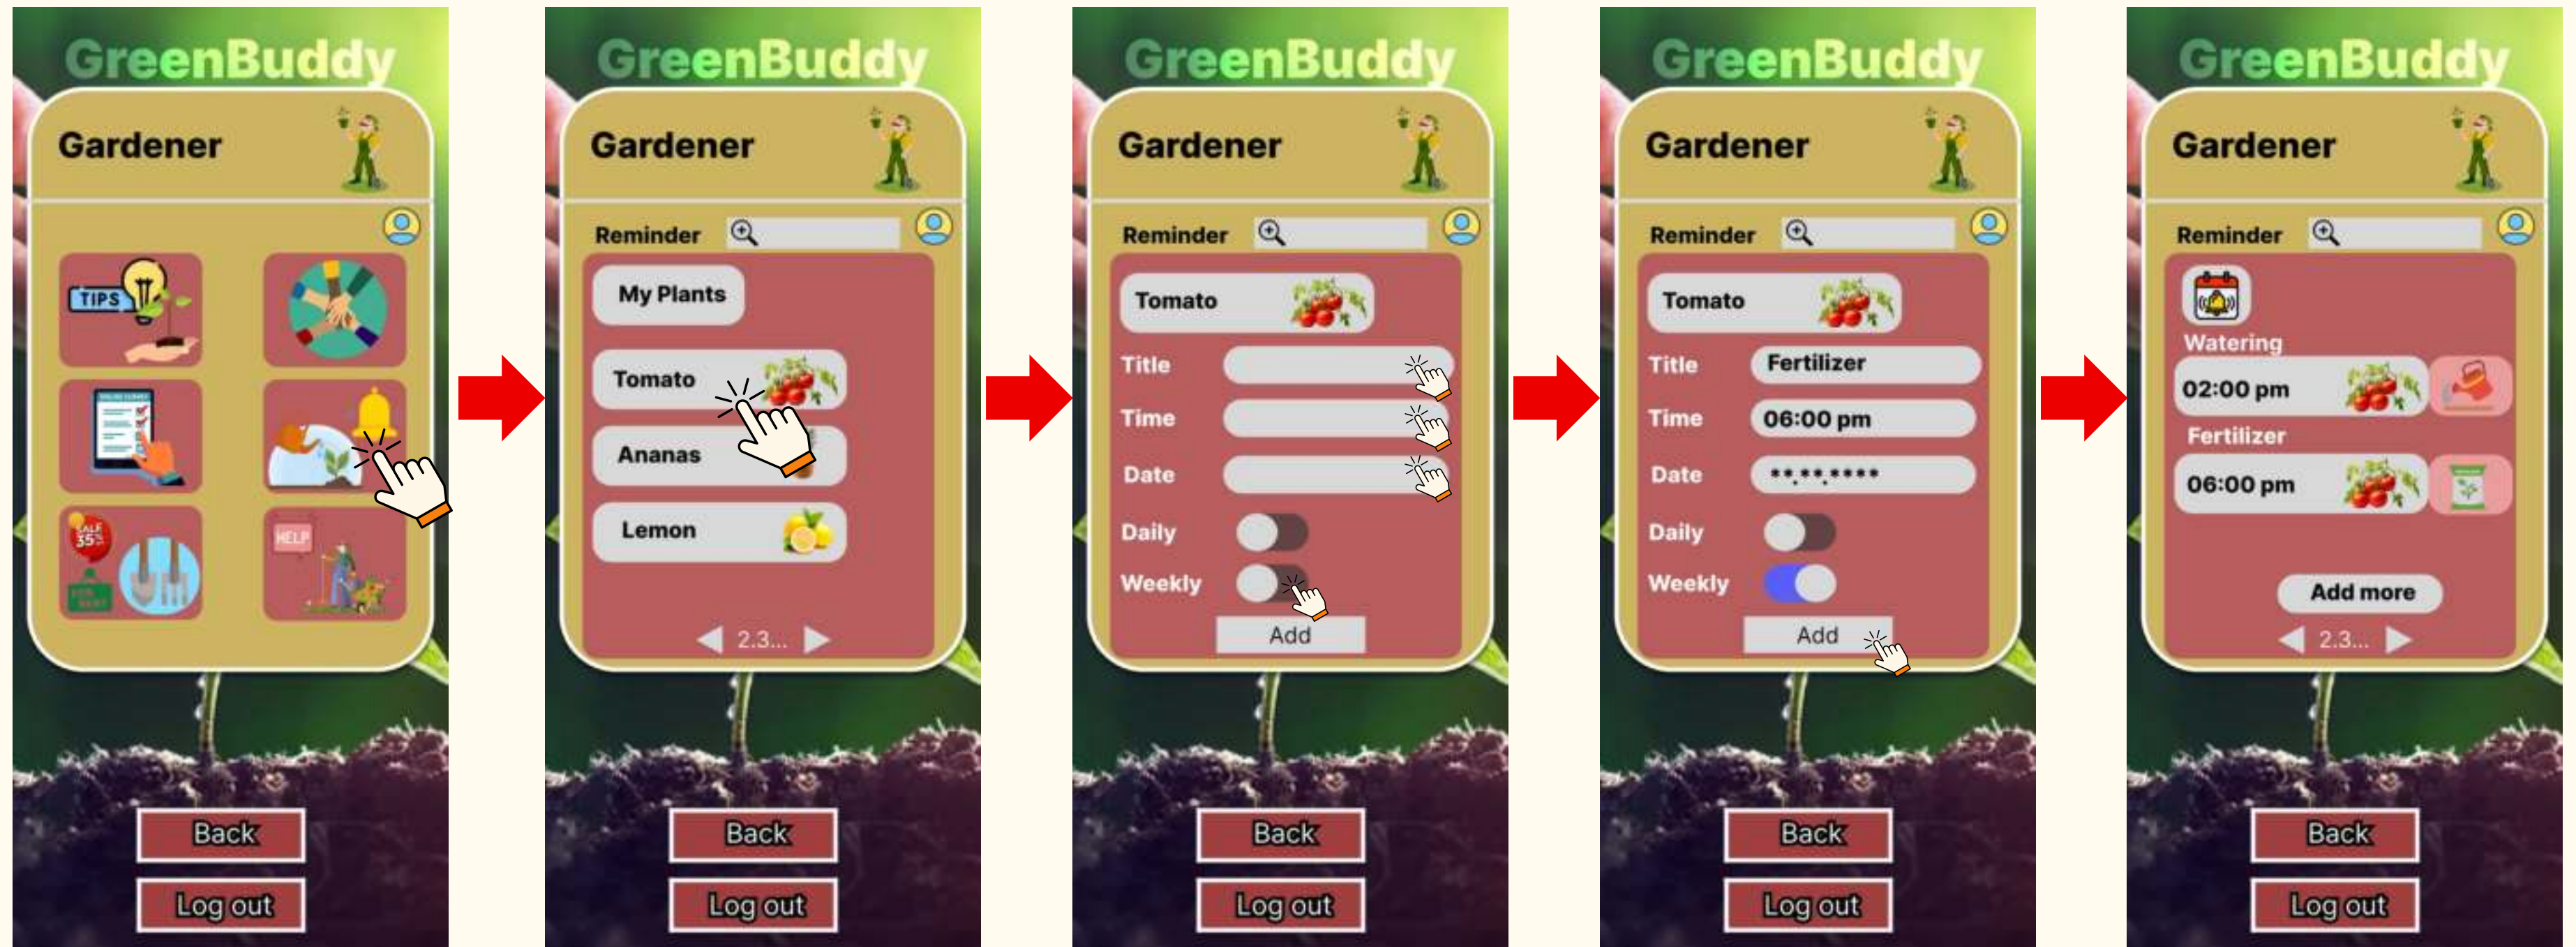 GreenBuddy
Gardener
TIPS
SALE
35%
FOR
RENT
HELP
Back
Log out
GreenBuddy
Gardener
Reminder
My Plants
Tomato
Ananas
Lemon
2.3...
Back
Log out
GreenBuddy
Gardener
Reminder
Tomato
Title
Time
Date
Daily
Weekly
Add
Back
Log out
GreenBuddy
Gardener
Reminder
Tomato
Title Fertilizer
Time 06:00 pm
Date **.**.****
Daily
Weekly
Add
Back
Log out
GreenBuddy
Gardener
Reminder
Watering
02:00 pm
Fertilizer
06:00 pm
Add more
2.3...
Back
Log out